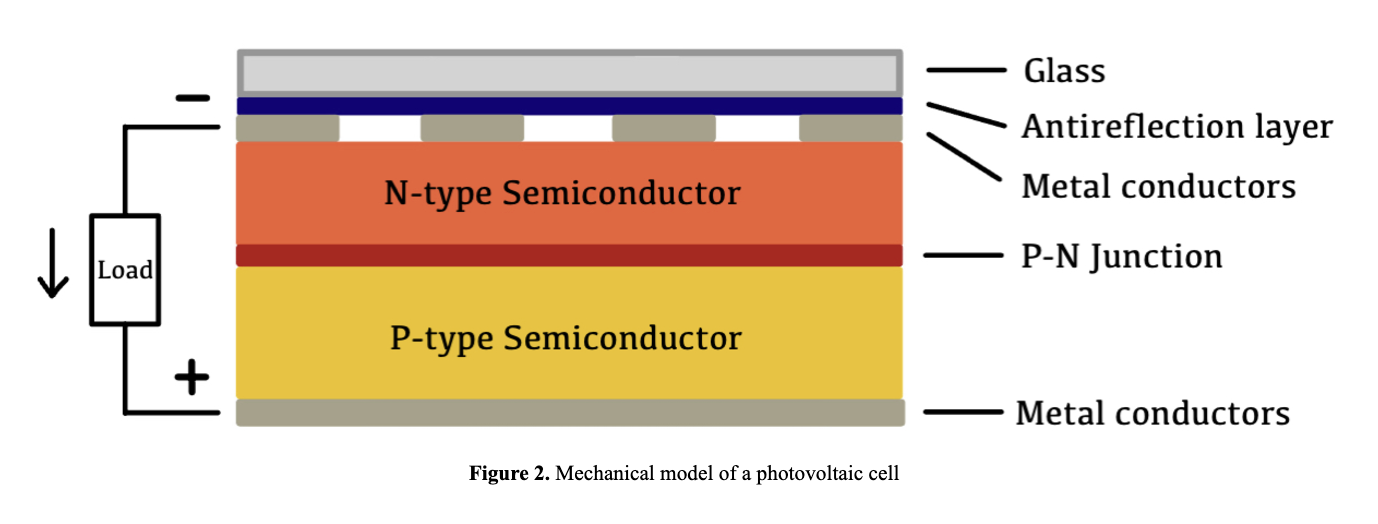 Glass
−
Antireflection layer
Metal conductors
N-type Semiconductor
P-N Junction
Load
P-type Semiconductor
+
Metal conductors
Figure 2. Mechanical model of a photovoltaic cell